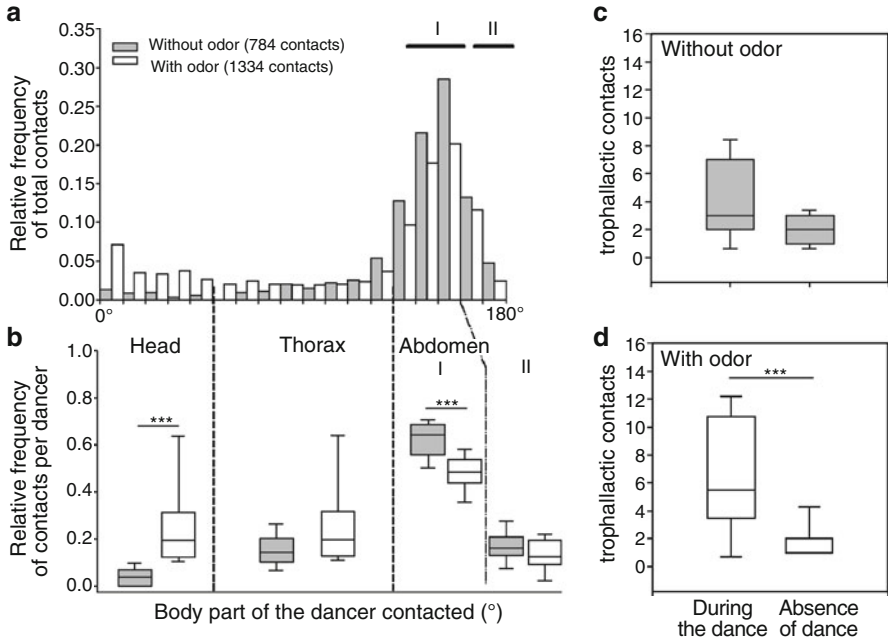 a
I II
Without odor (784 contacts)
With odor (1334 contacts)
Relative frequency
of total contacts
0.35
0.30
0.25
0.20
0.15
0.10
0.05
0.00
0° 180°
b
Head Thorax Abdomen
I II
*** ***
Relative frequency
of contacts per dancer
1.0
0.8
0.6
0.4
0.2
0.0
Body part of the dancer contacted (°)
c
Without odor
trophallactic contacts
16
14
12
10
8
6
4
2
0
d
With odor
***
trophallactic contacts
16
14
12
10
8
6
4
2
0
During Absence
the dance of dance